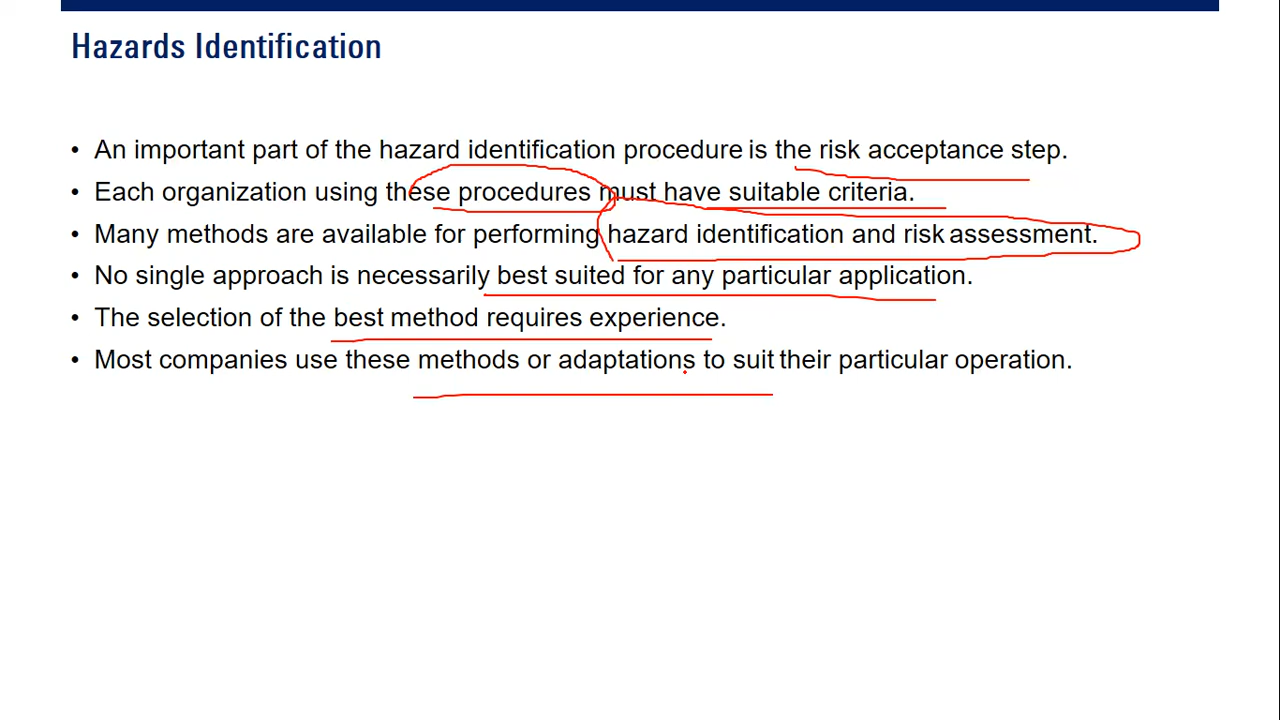 Hazards Identification
• An important part of the hazard identification procedure is the risk acceptance step.
• Each organization using these procedures must have suitable criteria.
• Many methods are available for performing hazard identification and risk assessment.
• No single approach is necessarily best suited for any particular application.
• The selection of the best method requires experience.
• Most companies use these methods or adaptations to suit their particular operation.